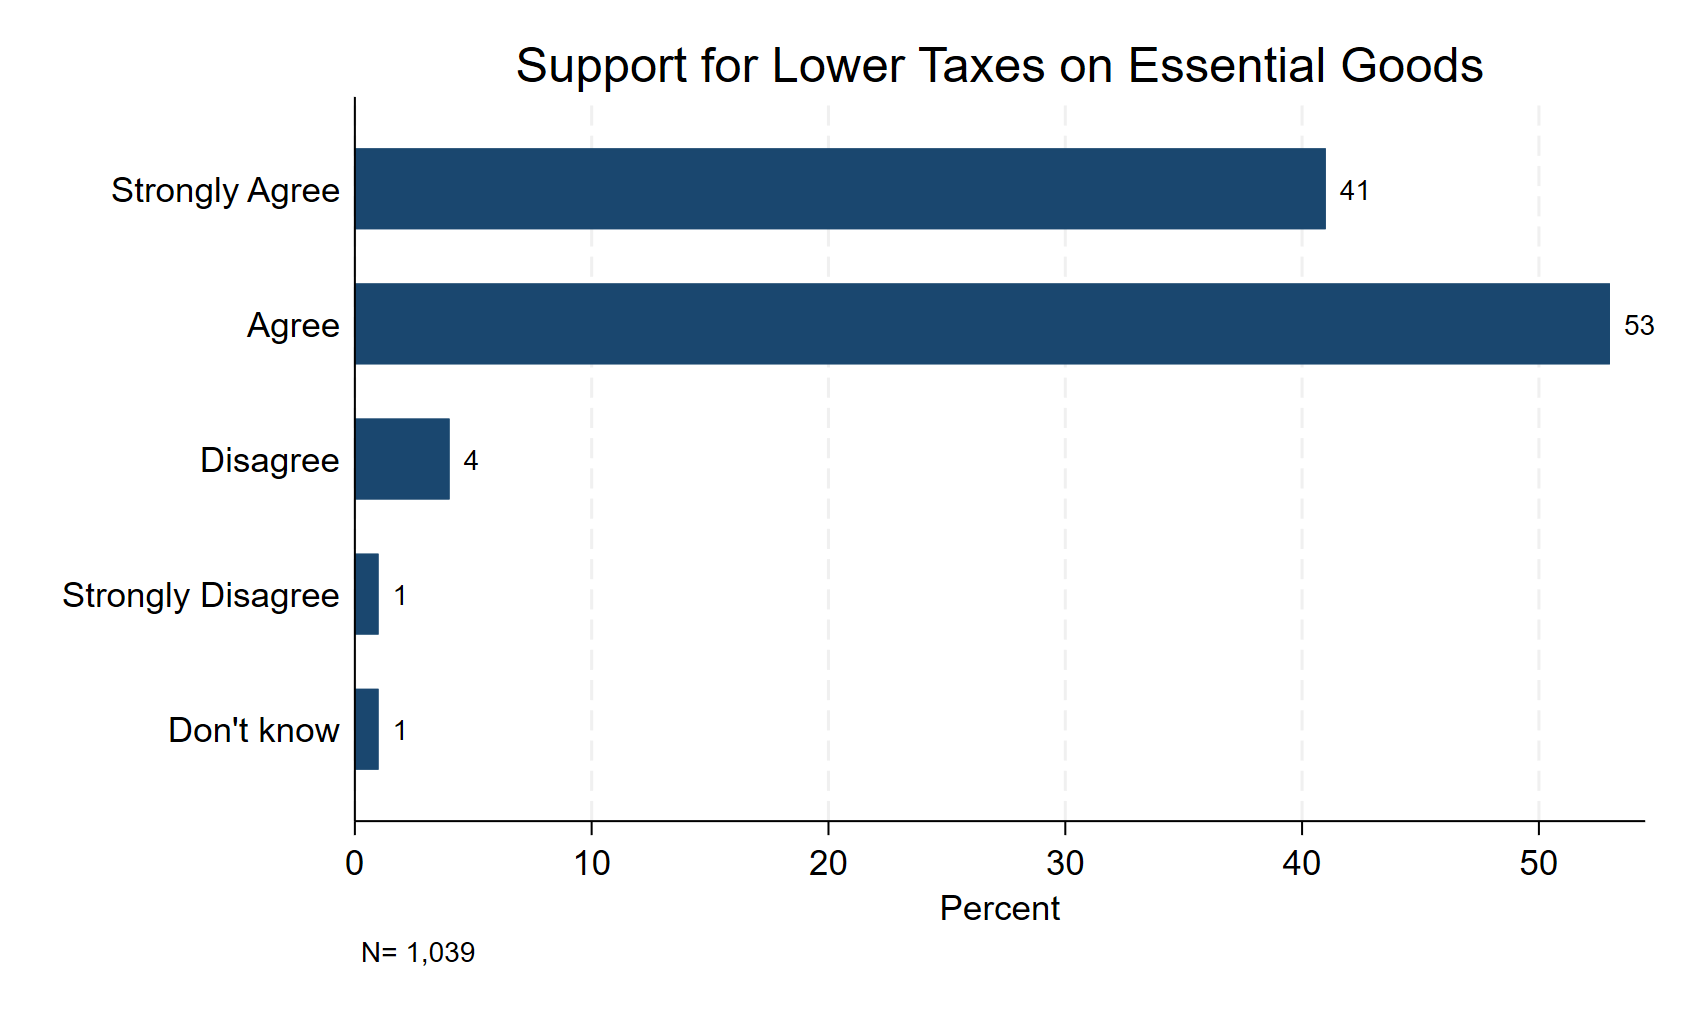 Support for Lower Taxes on Essential Goods
Strongly Agree
41
Agree
53
Disagree
4
Strongly Disagree
1
Don't know
1
0 10 20 30 40 50
Percent
N= 1,039